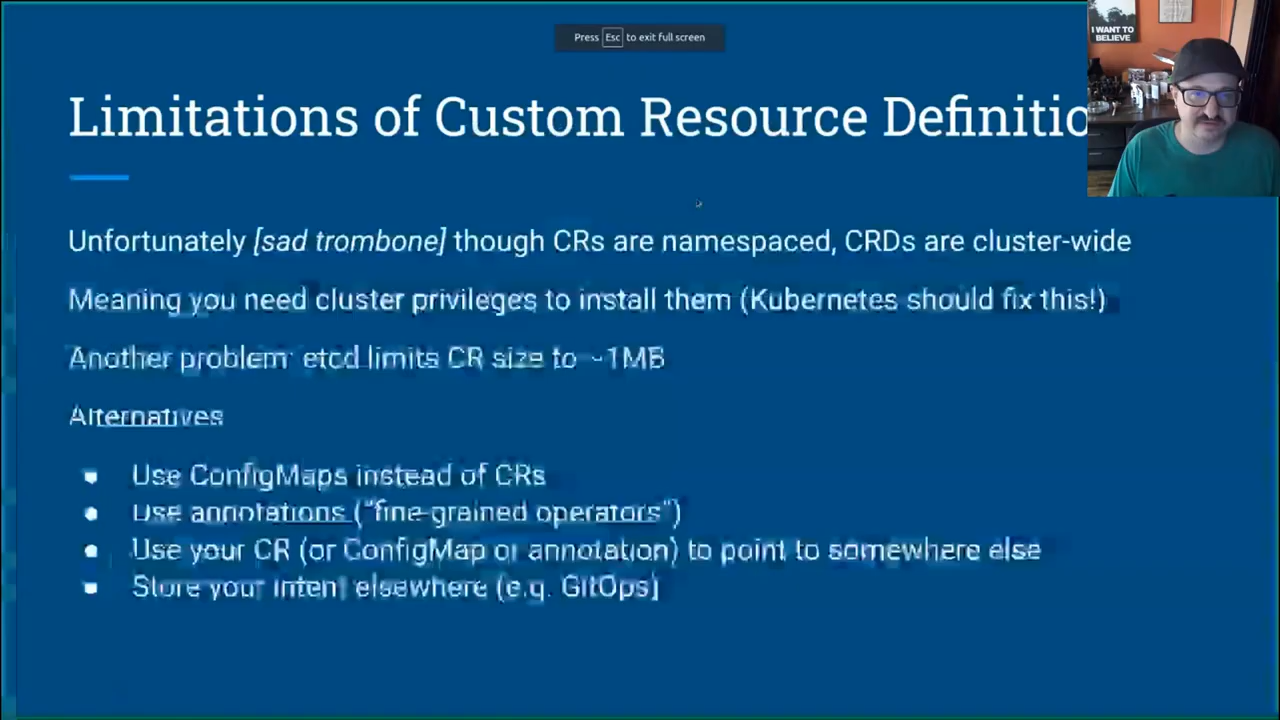 I WANT TO
BELIEVE
Press Esc to exit full screen
Limitations of Custom Resource Definitio
Unfortunately [sad trombone] though CRs are namespaced, CRDs are cluster-wide
Meaning you need cluster privileges to install them (Kubernetes should fix this!)
Another problem etcd limits CR size to ~1MB
Alternatives
● Use ConfigMaps instead of CRs
● Use annotations ("fine-grained operators")
● Use your CR (or ConfigMap or annotation) to point to somewhere else
● Store your intent elsewhere (e.g. GitOps)